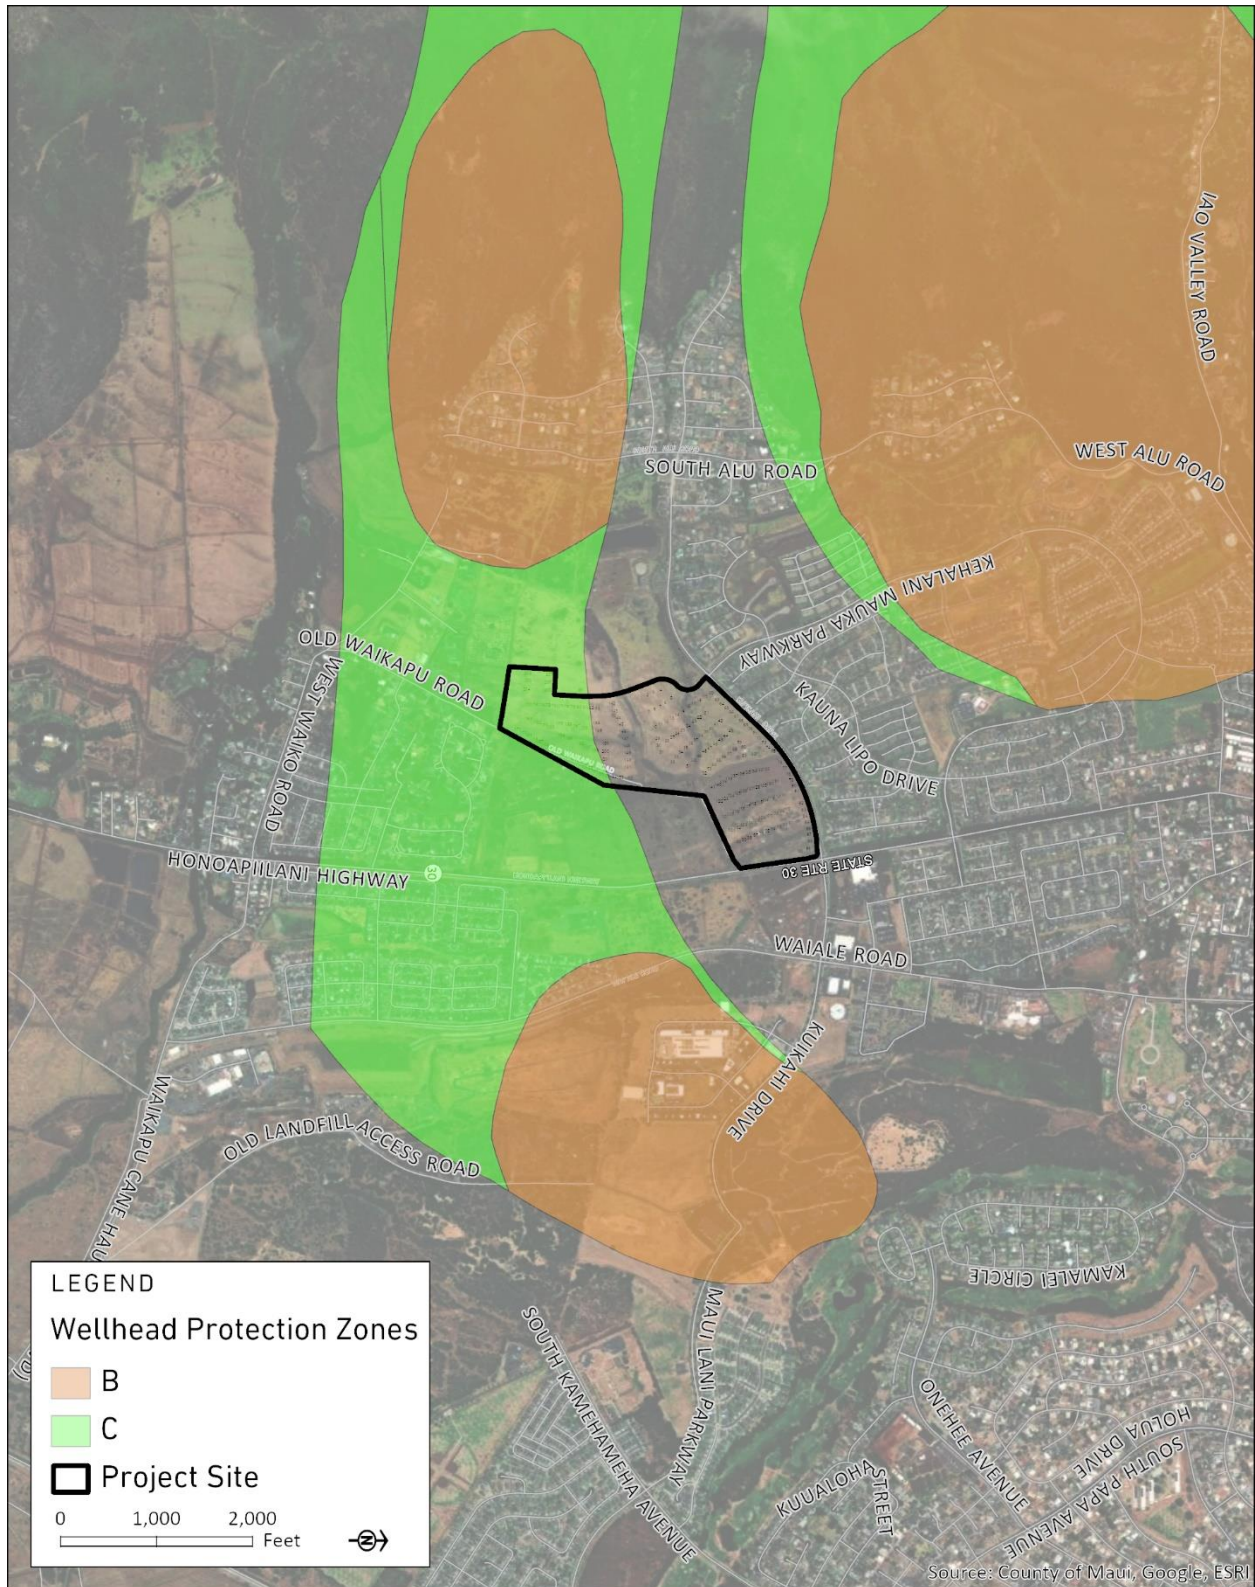 IAO VALLEY ROAD
WEST ALU ROAD
SOUTH ALU ROAD
KEHALANI MAUKA PARKWAY
OLD WAIKAPU ROAD
WEST WAIKO ROAD
KAUNA LIPO DRIVE
OLD WAIKAPU ROAD
HONOAPIILANI HIGHWAY
30
STATE RTE 30
WAIALE ROAD
KUIKAHI DRIVE
OLD LANDFILL ACCESS ROAD
WAIKAPU CANE HAU
KAMALEI CIRCLE
MAUI LANI PARKWAY
SOUTH KAMEHAMEHA AVENUE
ONEHEE AVENUE
HOLUA DRIVE
SOUTH PAPA AVENUE
KUUALOHA STREET
LEGEND
Wellhead Protection Zones
B
C
Project Site
0 1,000 2,000
Feet
N
Source: County of Maui, Google, ESRI